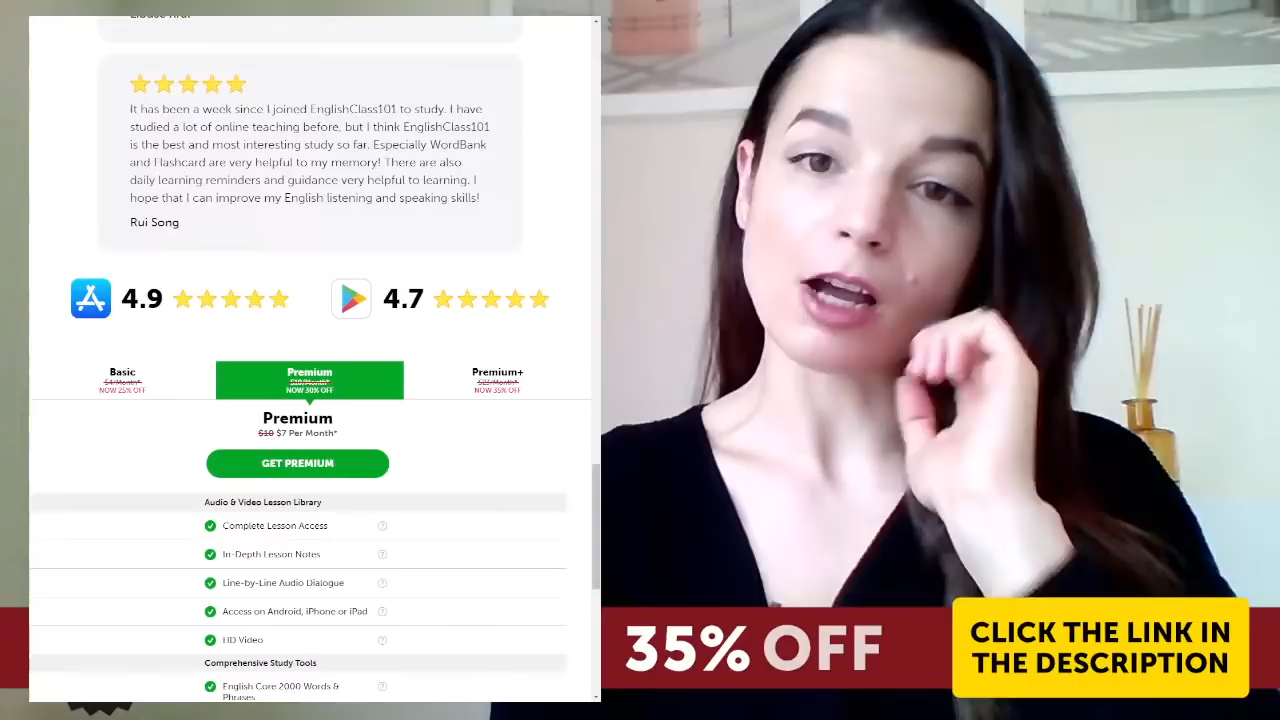 It has been a week since I joined EnglishClass101 to study. I have
studied a lot of online teaching before, but I think EnglishClass101
is the best and most interesting study so far. Especially WordBank
and Flashcard are very helpful to my memory! There are also
daily learning reminders and guidance very helpful to learning. I
hope that I can improve my English listening and speaking skills!
Rui Song
4.9
4.7
Basic
$4/Month*
NOW 25% OFF
Premium
$10/Month*
NOW 30% OFF
Premium+
NOW 35% OFF
Premium
$10 $7 Per Month*
GET PREMIUM
Audio & Video Lesson Library
Complete Lesson Access
In-Depth Lesson Notes
Line-by-Line Audio Dialogue
Access on Android, iPhone or iPad
HD Video
Comprehensive Study Tools
English Core 2000 Words &
Phrases
35% OFF
CLICK THE LINK IN
THE DESCRIPTION